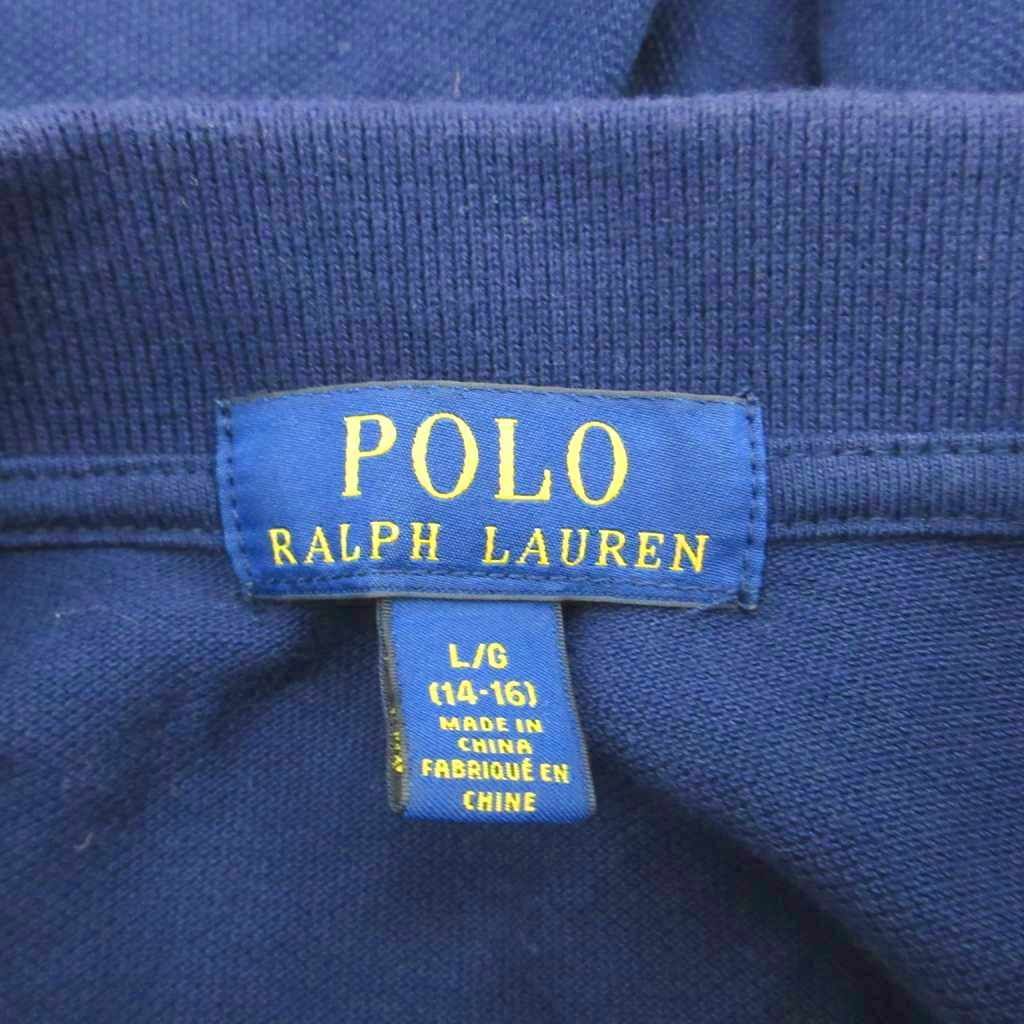 POLO
RALPH LAUREN
L/G
(14-16)
MADE IN
CHINA
FABRIQUÉ EN
CHINE